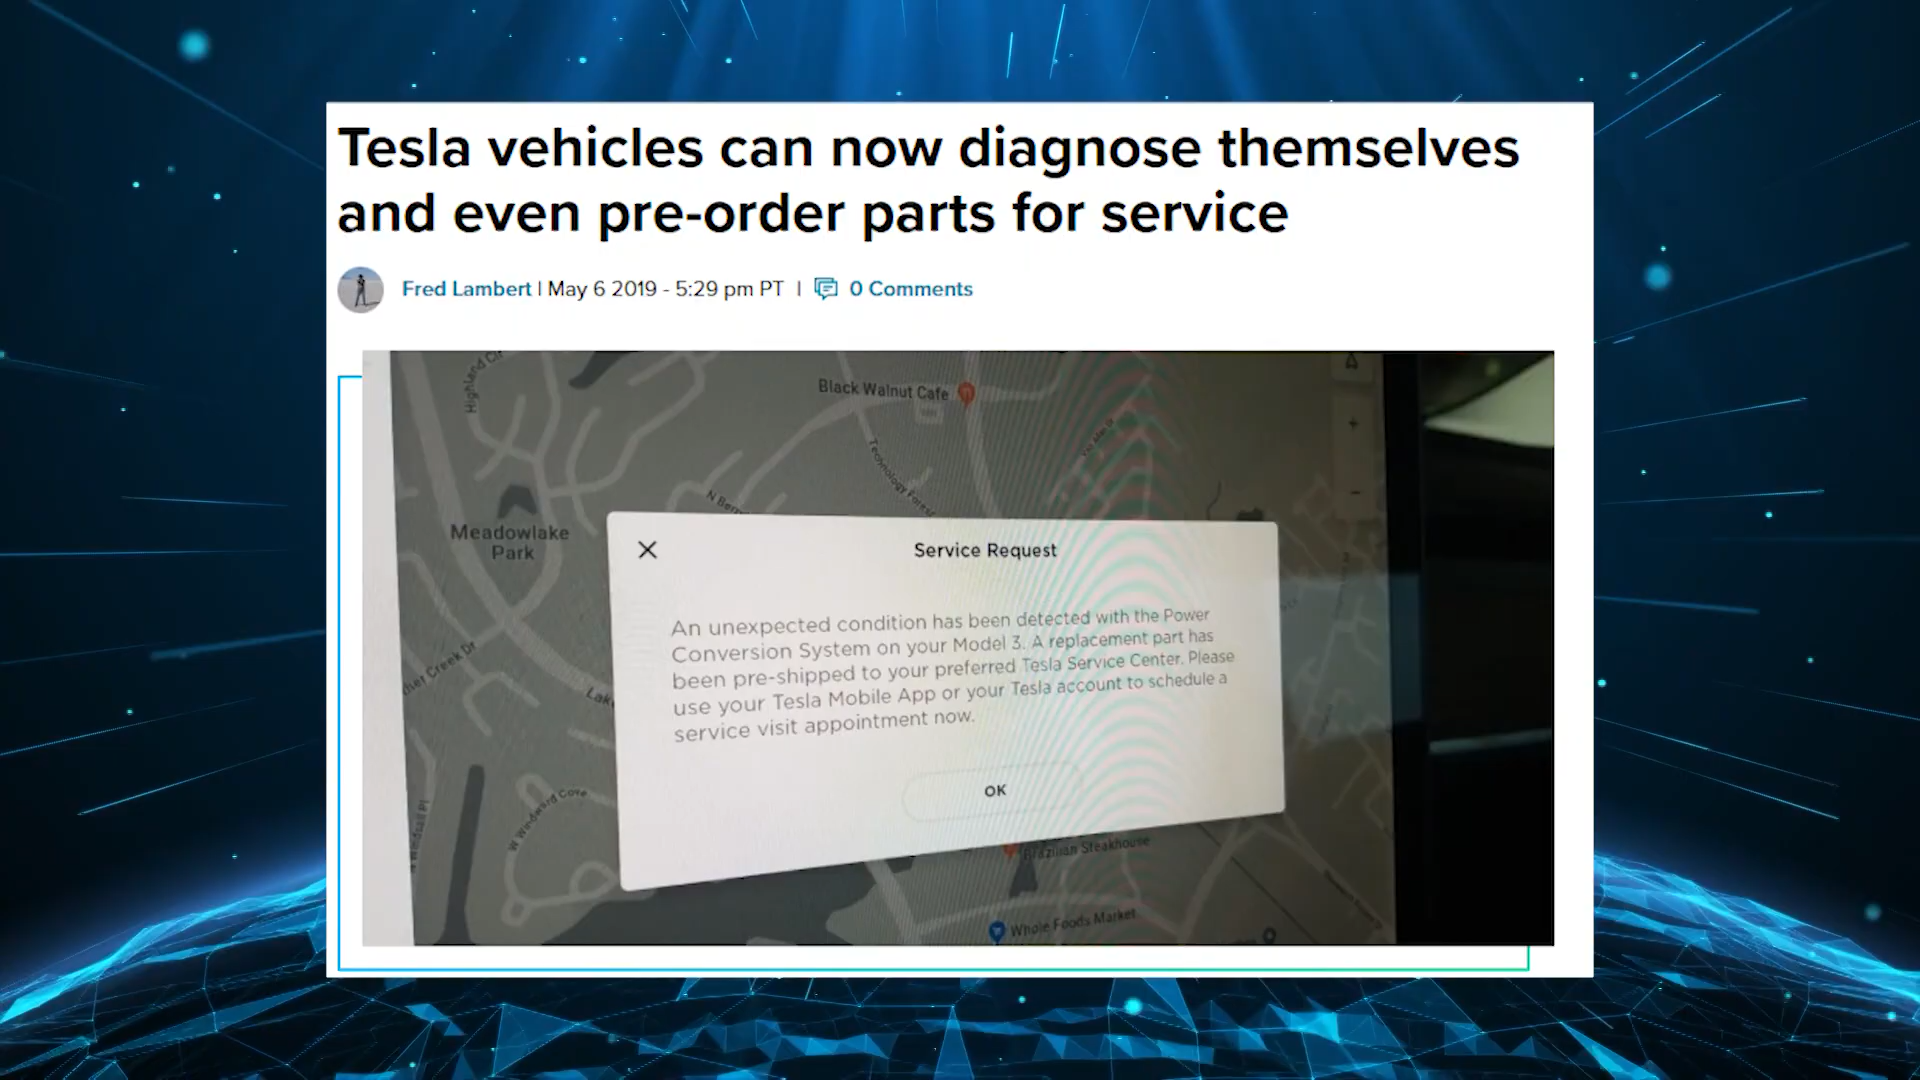 Tesla vehicles can now diagnose themselves
and even pre-order parts for service
Fred Lambert | May 6 2019 - 5:29 pm PT | 0 Comments
Black Walnut Cafe
Meadowlake
Park
Service Request
An unexpected condition has been detected with the Power
Conversion System on your Model 3. A replacement part has
been pre-shipped to your preferred Tesla Service Center. Please
use your Tesla Mobile App or your Tesla account to schedule a
service visit appointment now.
OK
W Windward Cove
Brazilian Steakhouse
Whole Foods Market